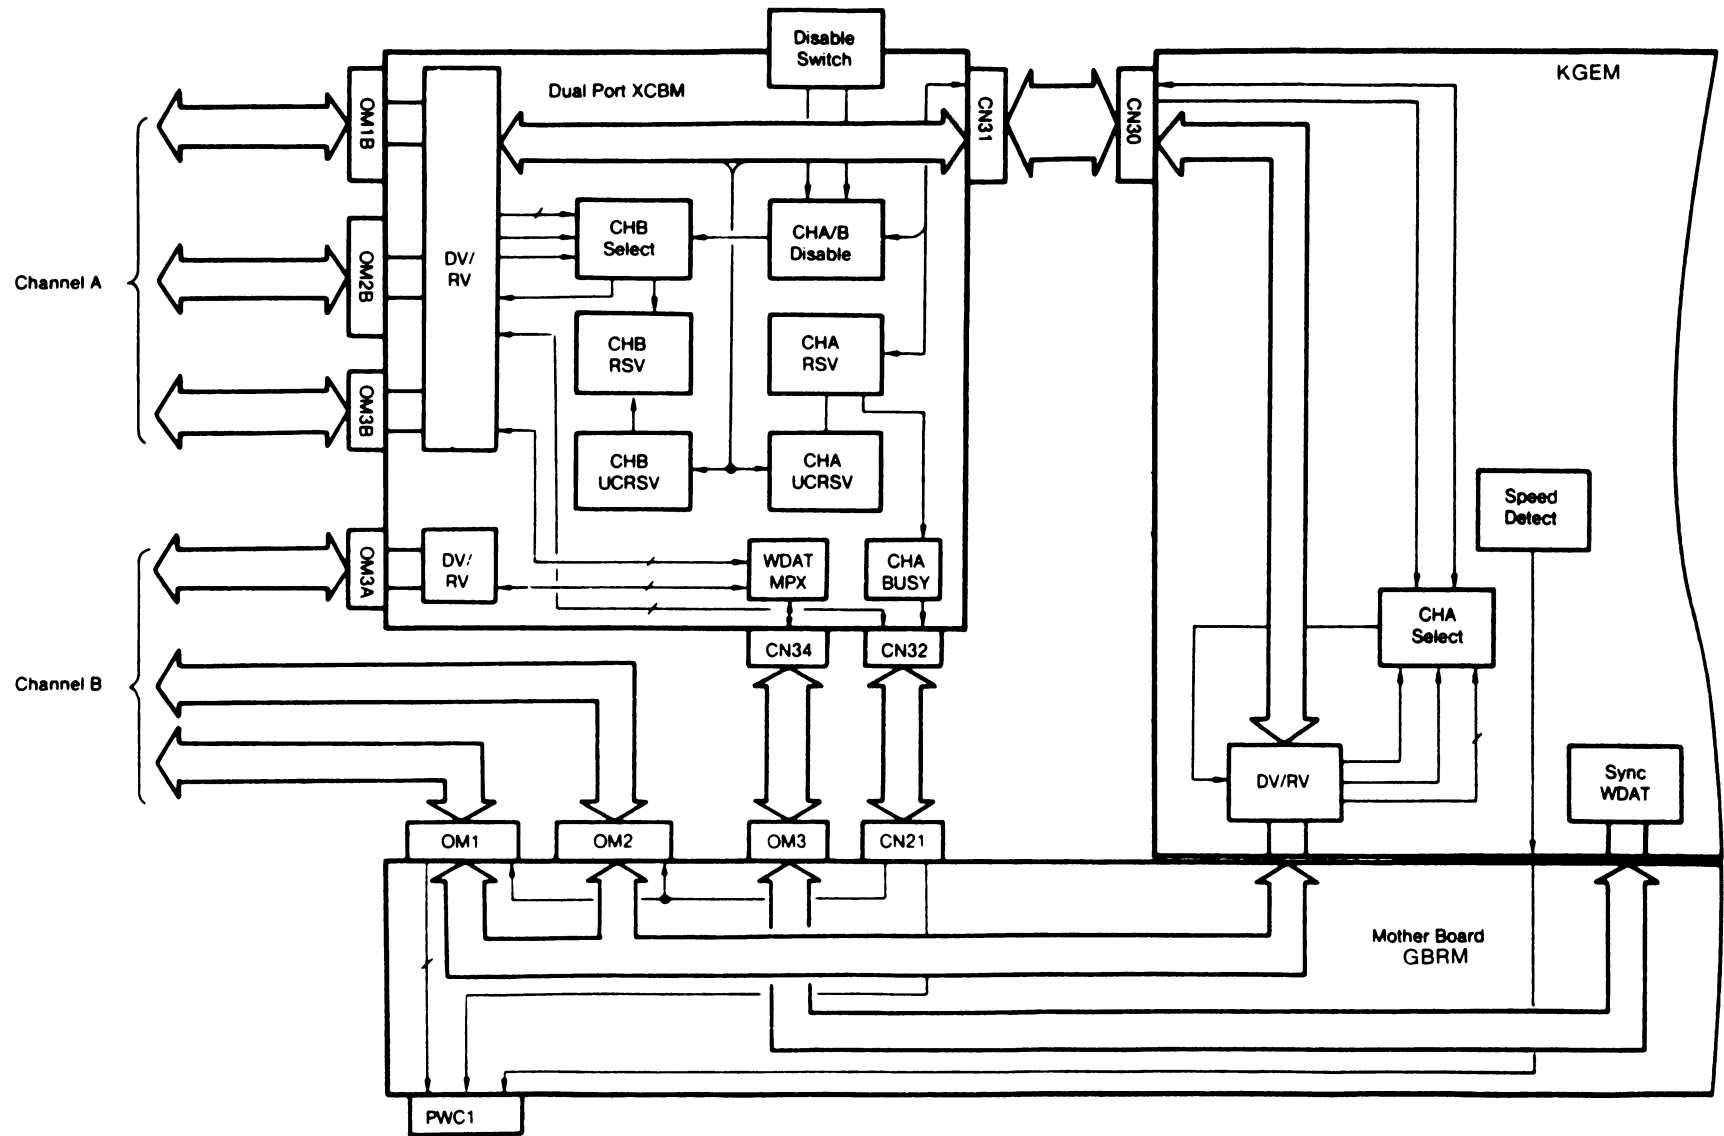 Disable
Switch
Dual Port XCBM
KGEM
OM1B
CN31
CN30
DV/
RV
CHB
Select
CHA/B
Disable
Channel A
OM2B
CHB
RSV
CHA
RSV
OM3B
CHB
UCRSV
CHA
UCRSV
Speed
Detect
OM3A
DV/
RV
WDAT
MPX
CHA
BUSY
CHA
Select
CN34
CN32
Channel B
DV/RV
Sync
WDAT
OM1
OM2
OM3
CN21
Mother Board
GBRM
PWC1